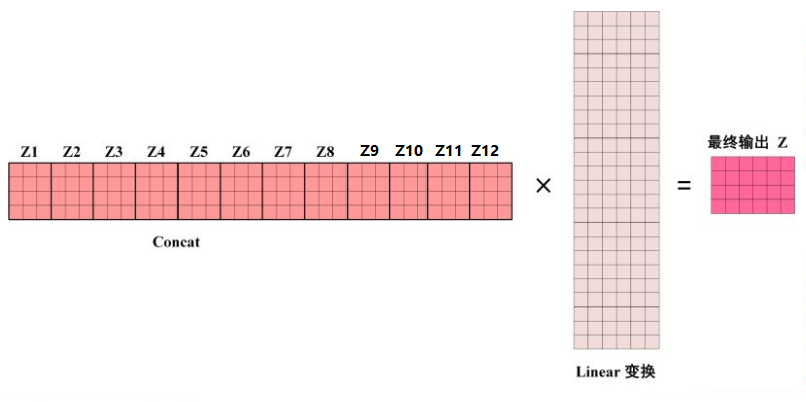 Z1 Z2 Z3 Z4 Z5 Z6 Z7 Z8 Z9 Z10 Z11 Z12
Concat
×
Linear 变换
=
最终输出 Z